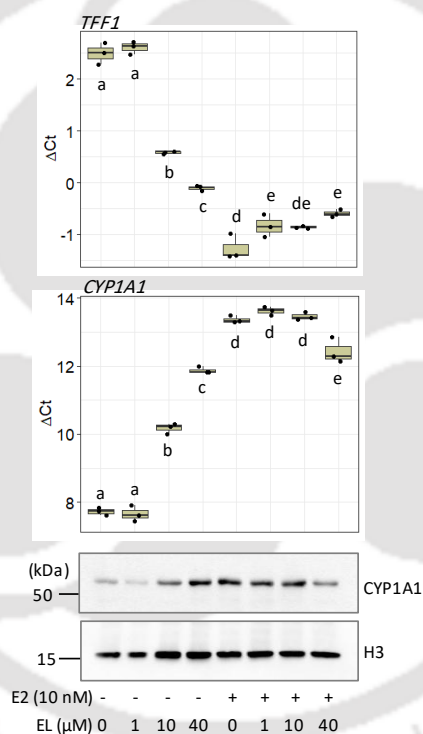 TFF1
ΔCt
2
1
0
-1
a
a
b
c
d
e
de
e
CYP1A1
ΔCt
14
12
10
8
a
a
b
c
d
d
d
e
(kDa)
50
CYP1A1
15
H3
E2 (10 nM) - - - - + + + +
EL (μM) 0 1 10 40 0 1 10 40